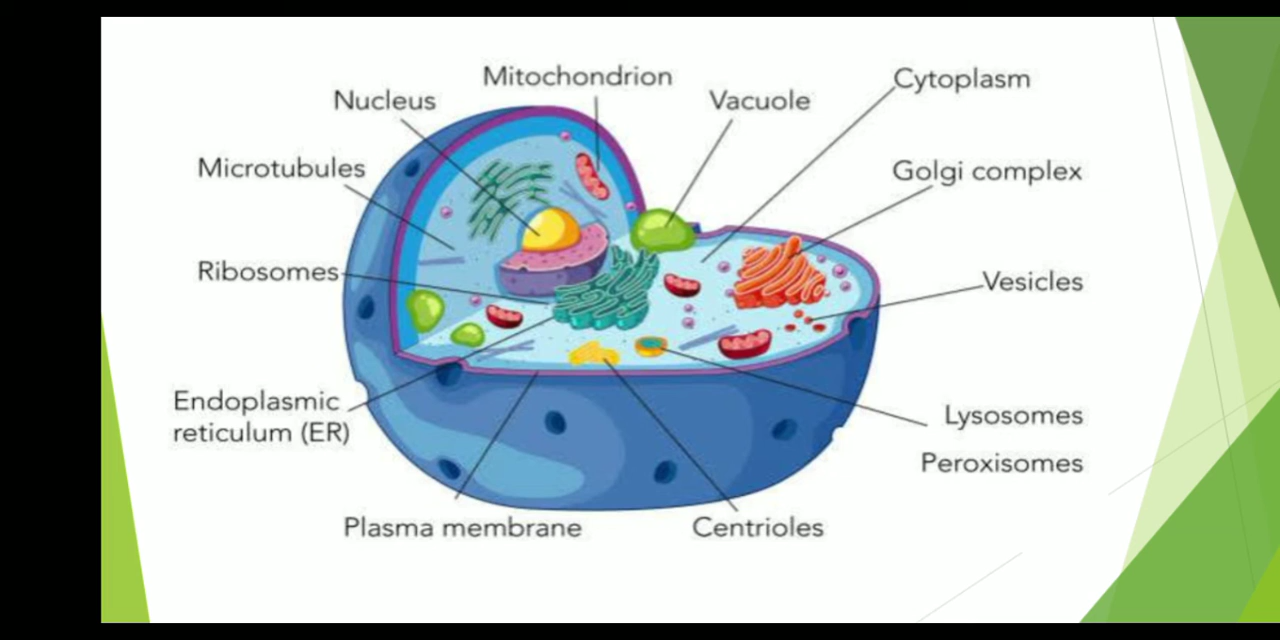 Mitochondrion
Nucleus
Vacuole
Cytoplasm
Microtubules
Golgi complex
Ribosomes
Vesicles
Endoplasmic
reticulum (ER)
Lysosomes
Peroxisomes
Plasma membrane
Centrioles